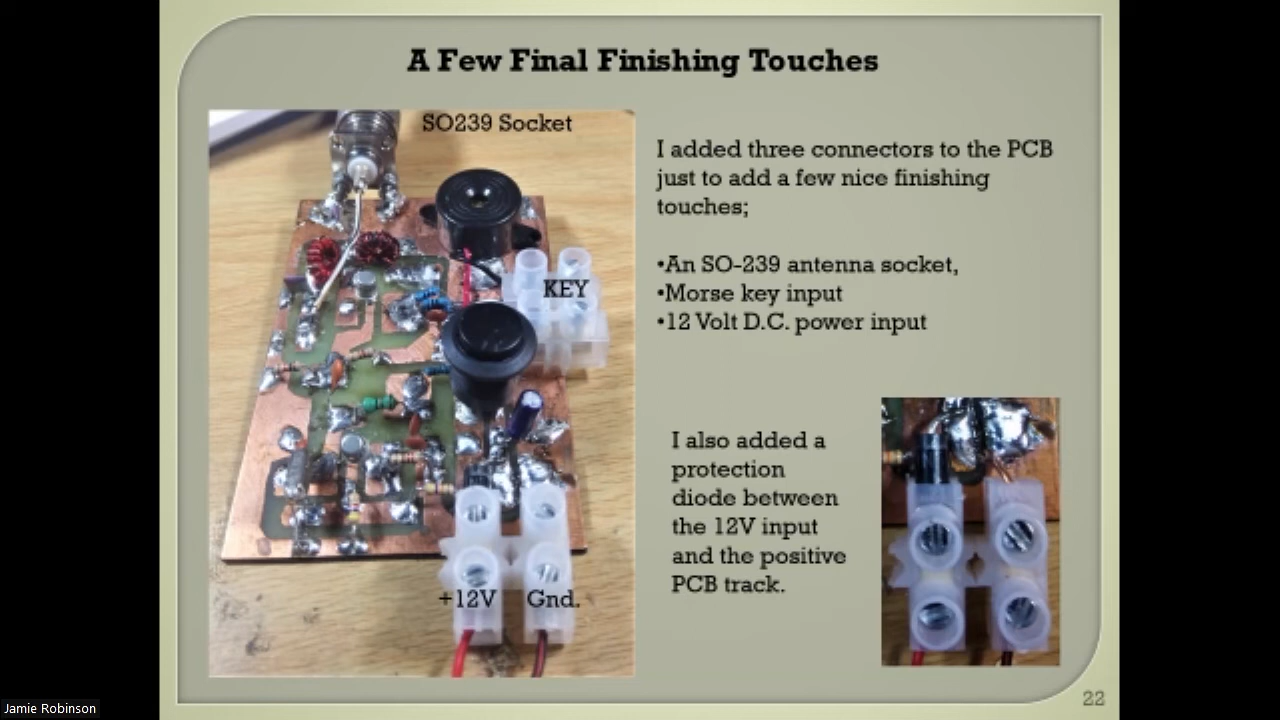 A Few Final Finishing Touches
SO239 Socket
KEY
+12V
Gnd.
I added three connectors to the PCB
just to add a few nice finishing
touches;
•An SO-239 antenna socket,
•Morse key input
•12 Volt D.C. power input
I also added a
protection
diode between
the 12V input
and the positive
PCB track.
22
Jamie Robinson